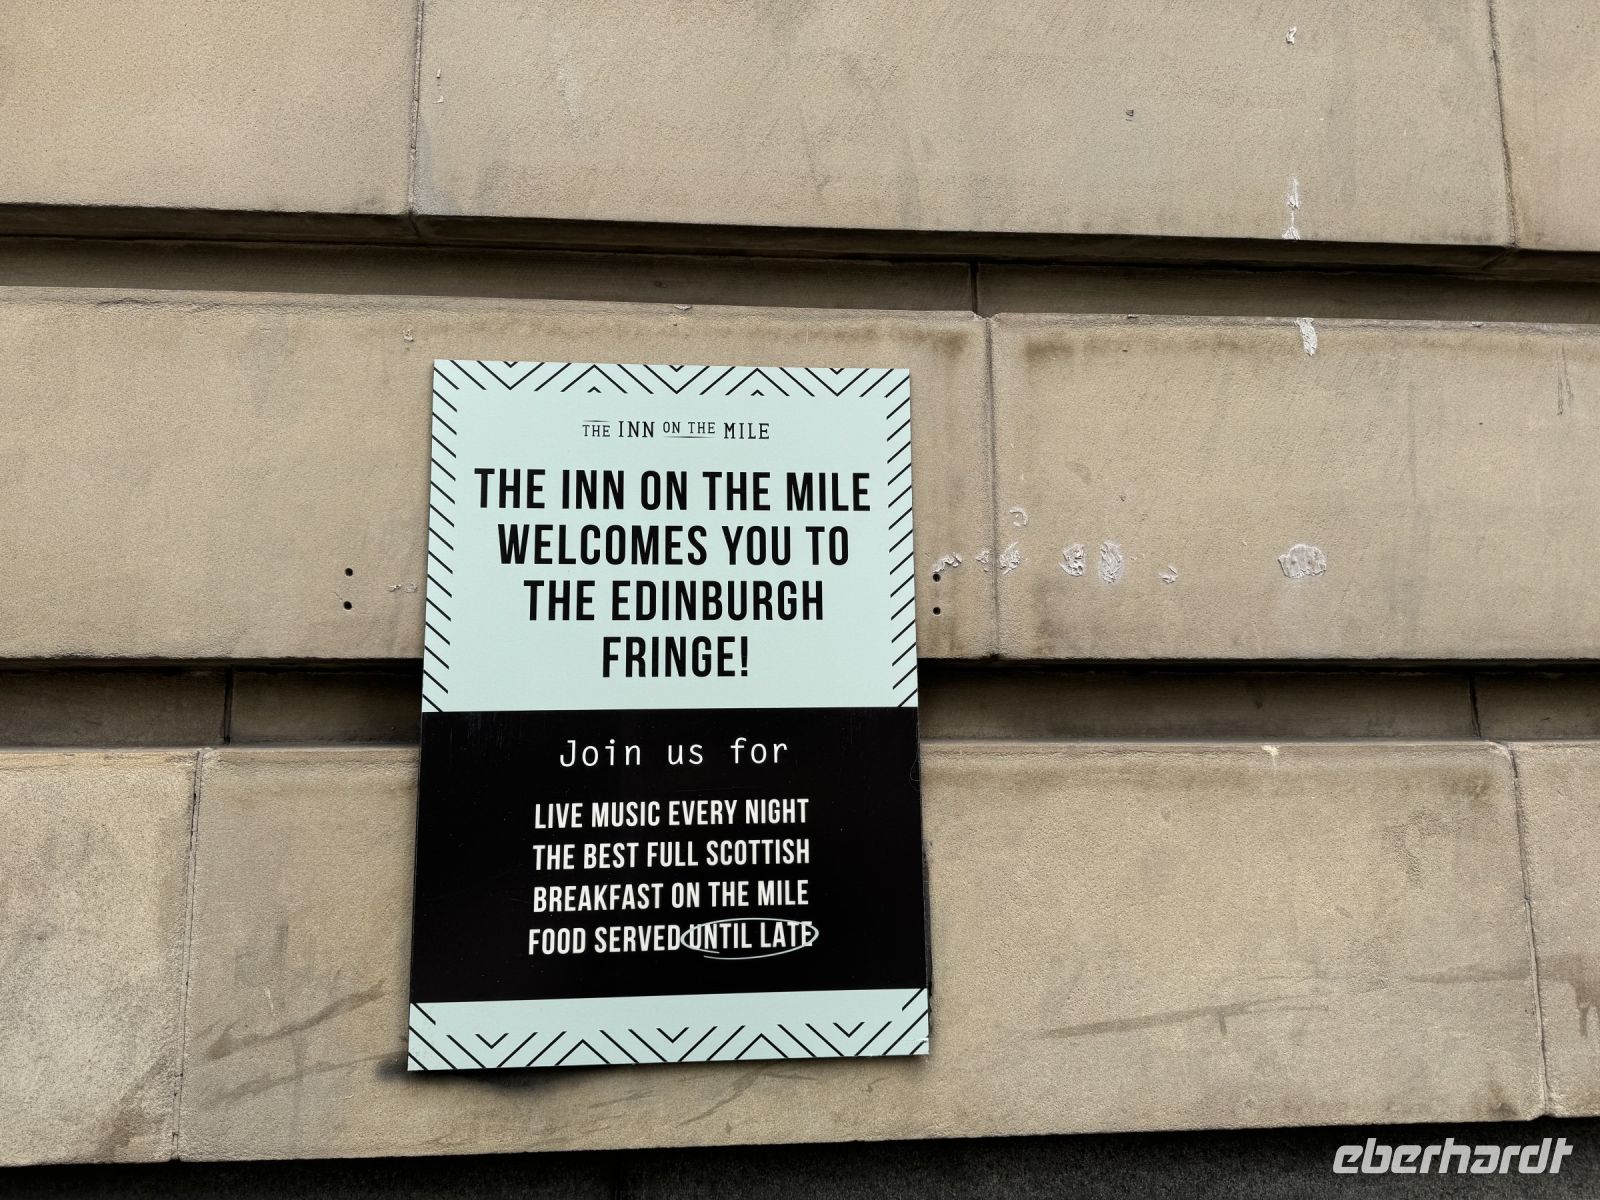 THE INN ON THE MILE
THE INN ON THE MILE
WELCOMES YOU TO
THE EDINBURGH
FRINGE!
Join us for
LIVE MUSIC EVERY NIGHT
THE BEST FULL SCOTTISH
BREAKFAST ON THE MILE
FOOD SERVED UNTIL LATE
eberhardt